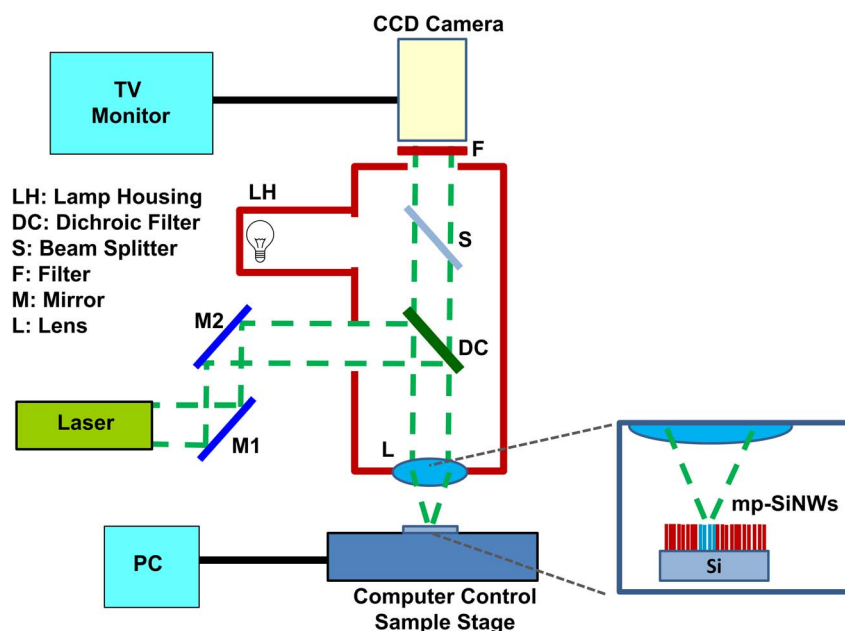 CCD Camera
TV
Monitor
F
LH
LH: Lamp Housing
DC: Dichroic Filter
S: Beam Splitter
F: Filter
M: Mirror
L: Lens
S
M2
DC
Laser
M1
L
mp-SiNWs
Si
PC
Computer Control
Sample Stage